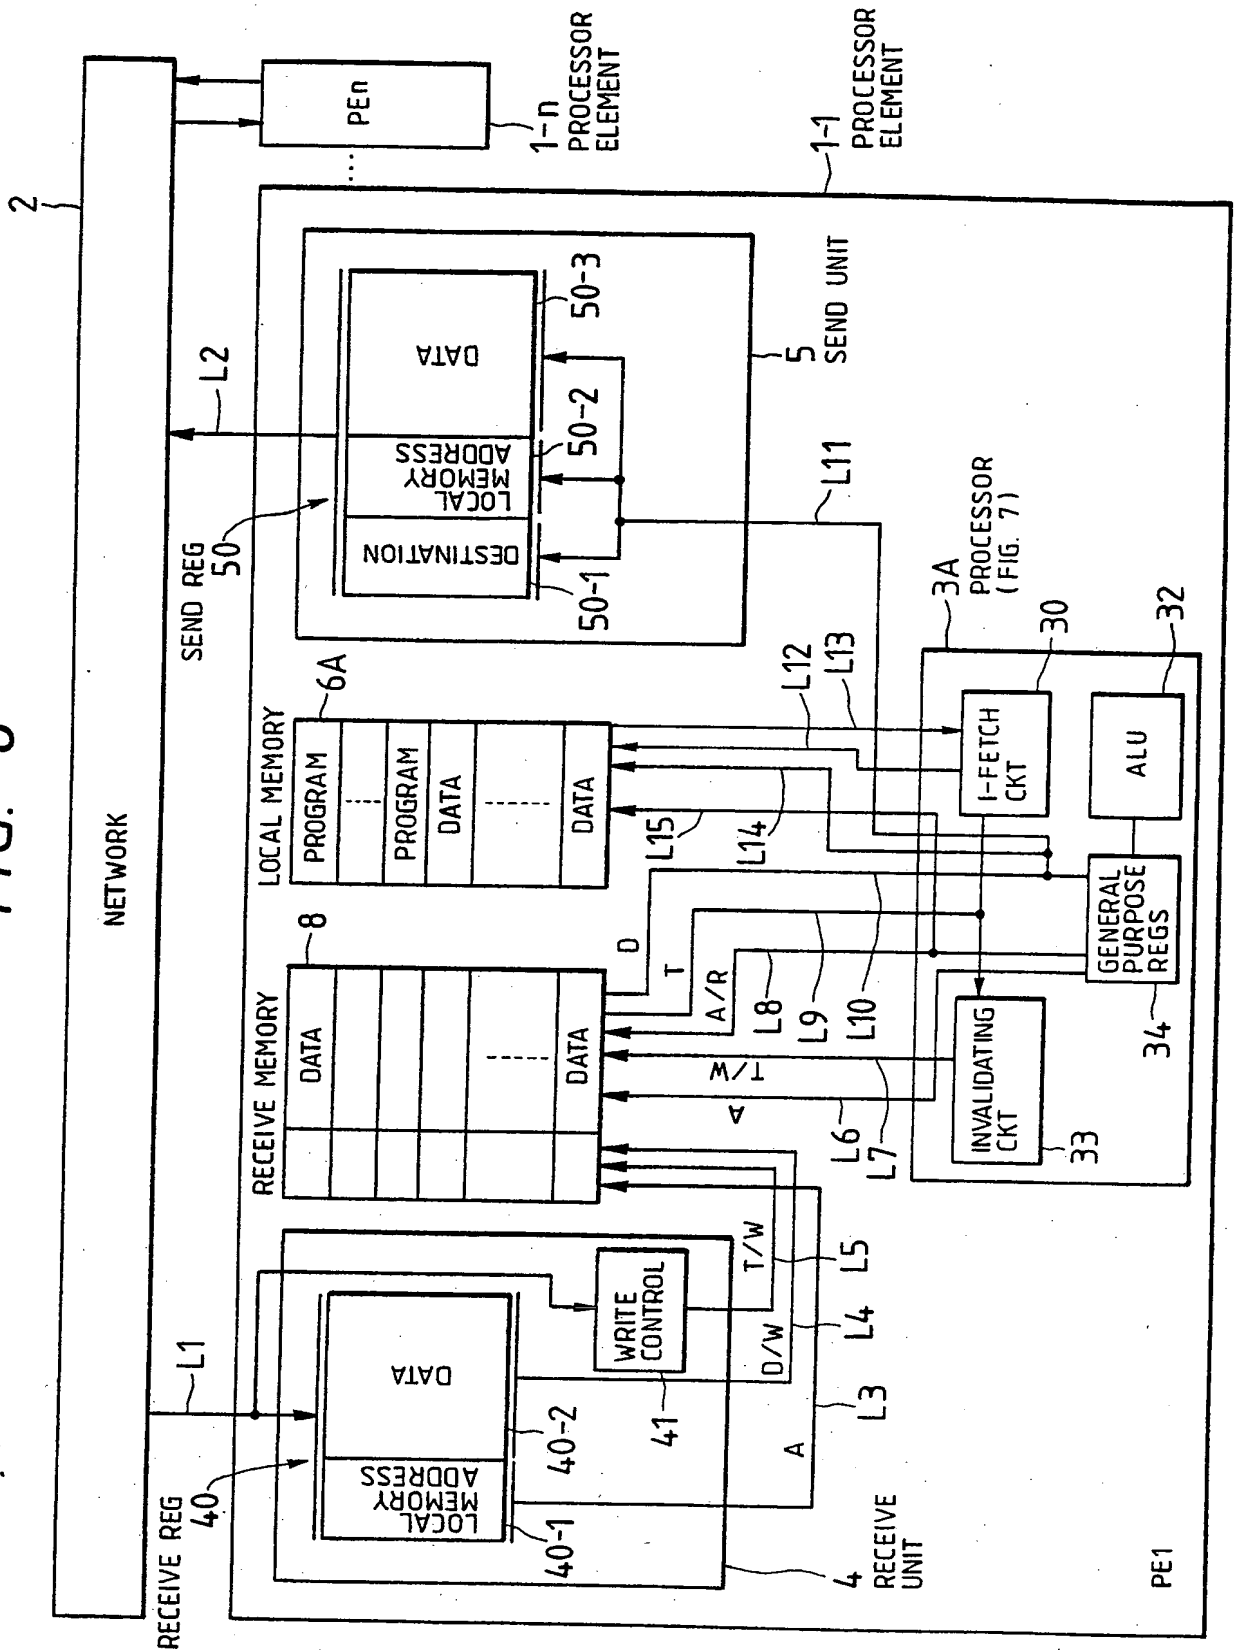 2
NETWORK
PEn
1-n
PROCESSOR
ELEMENT
RECEIVE REG
40
L1
L2
SEND REG
50
LOCAL
MEMORY
ADDRESS
DATA
40-1
40-2
WRITE
CONTROL
41
4
RECEIVE
UNIT
A
D/W
T/W
L3
L4
L5
RECEIVE MEMORY
8
DATA
DATA
A
T/W
A/R
T
D
L6
L7
L8
L9
L10
LOCAL MEMORY
6A
PROGRAM
PROGRAM
DATA
DATA
L15
L14
L12
L13
L11
DESTINATION
LOCAL
MEMORY
ADDRESS
DATA
50-1
50-2
50-3
5
SEND UNIT
1-1
PROCESSOR
ELEMENT
3A
PROCESSOR
(FIG. 7)
INVALIDATING
CKT
33
GENERAL
PURPOSE
REGS
34
I-FETCH
CKT
30
ALU
32
PE1